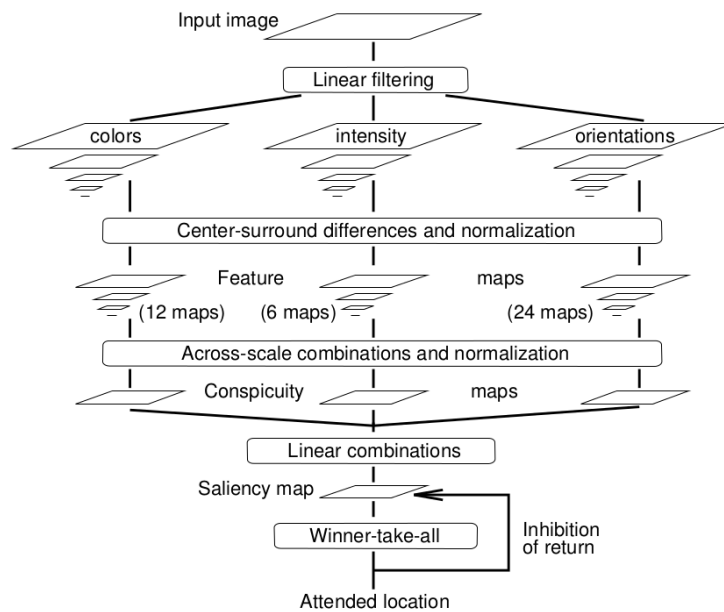 Input image
Linear filtering
colors
intensity
orientations
Center-surround differences and normalization
Feature maps
(12 maps)
(6 maps)
(24 maps)
Across-scale combinations and normalization
Conspicuity maps
Linear combinations
Saliency map
Winner-take-all
Inhibition
of return
Attended location